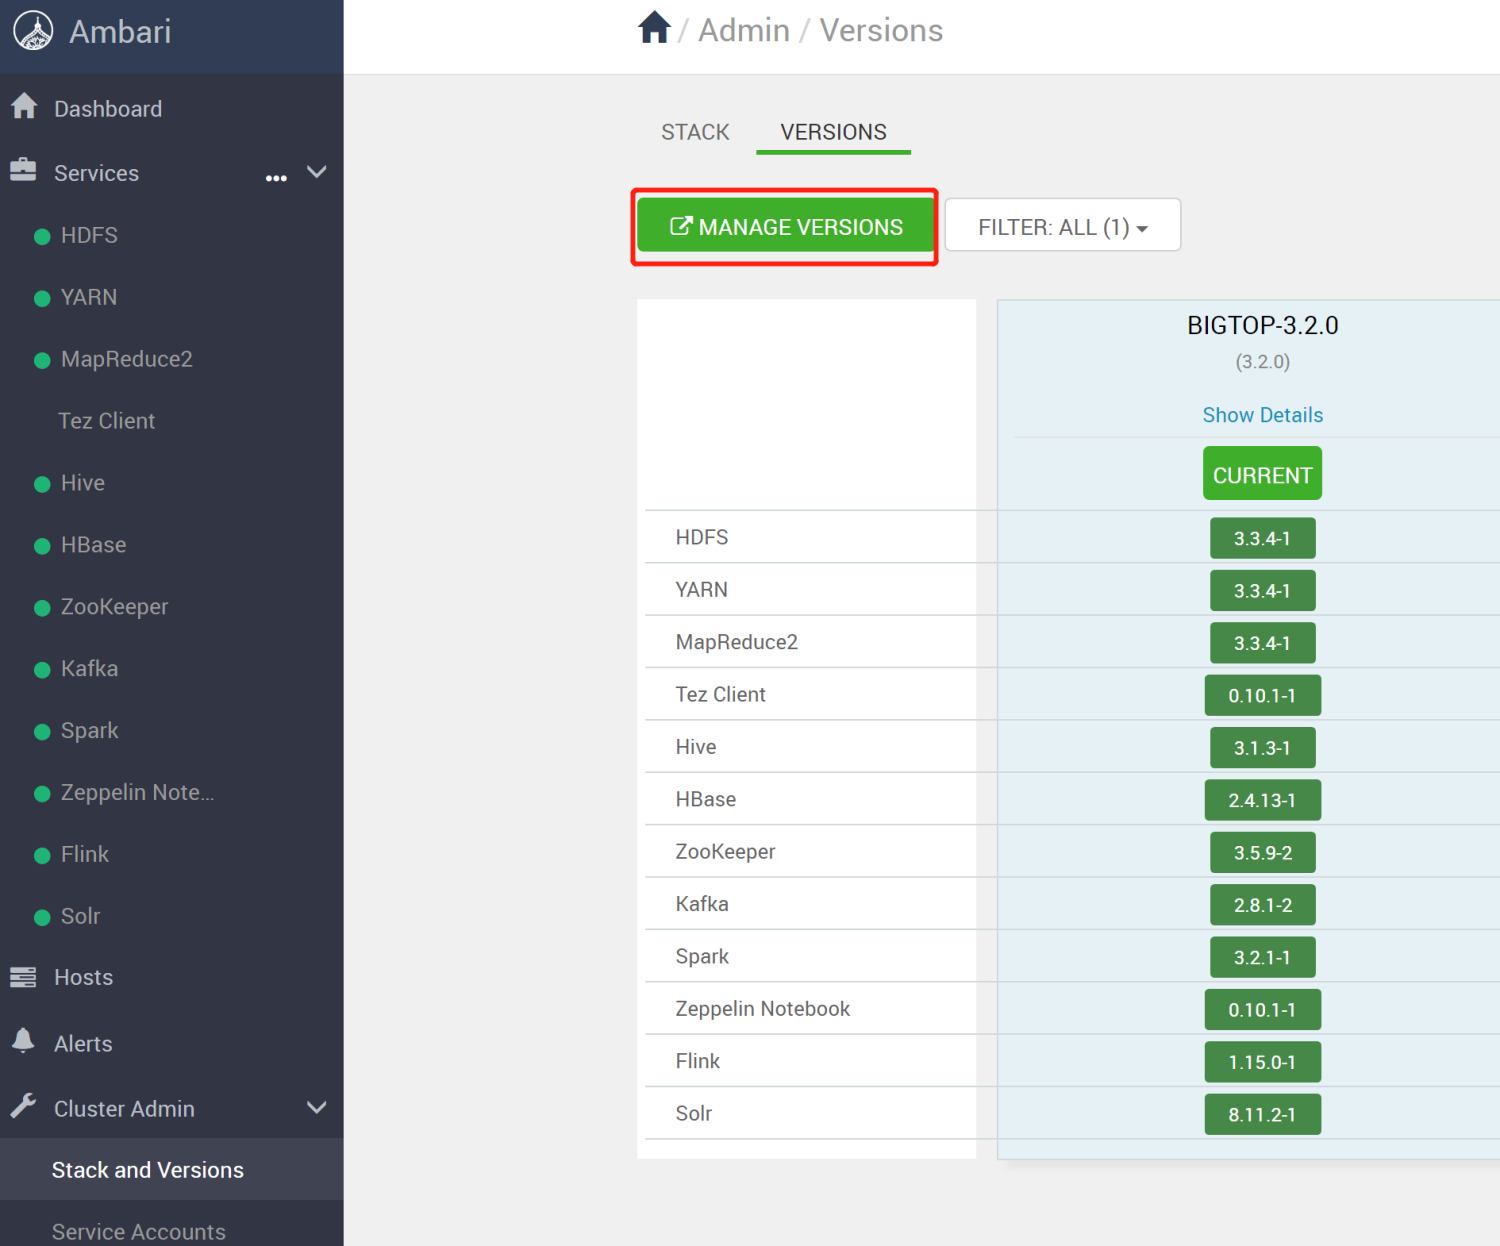 Ambari
Dashboard
Services ...
HDFS
YARN
MapReduce2
Tez Client
Hive
HBase
ZooKeeper
Kafka
Spark
Zeppelin Note...
Flink
Solr
Hosts
Alerts
Cluster Admin
Stack and Versions
Service Accounts
/ Admin / Versions
STACK VERSIONS
MANAGE VERSIONS FILTER: ALL (1)
BIGTOP-3.2.0
(3.2.0)
Show Details
CURRENT
HDFS 3.3.4-1
YARN 3.3.4-1
MapReduce2 3.3.4-1
Tez Client 0.10.1-1
Hive 3.1.3-1
HBase 2.4.13-1
ZooKeeper 3.5.9-2
Kafka 2.8.1-2
Spark 3.2.1-1
Zeppelin Notebook 0.10.1-1
Flink 1.15.0-1
Solr 8.11.2-1